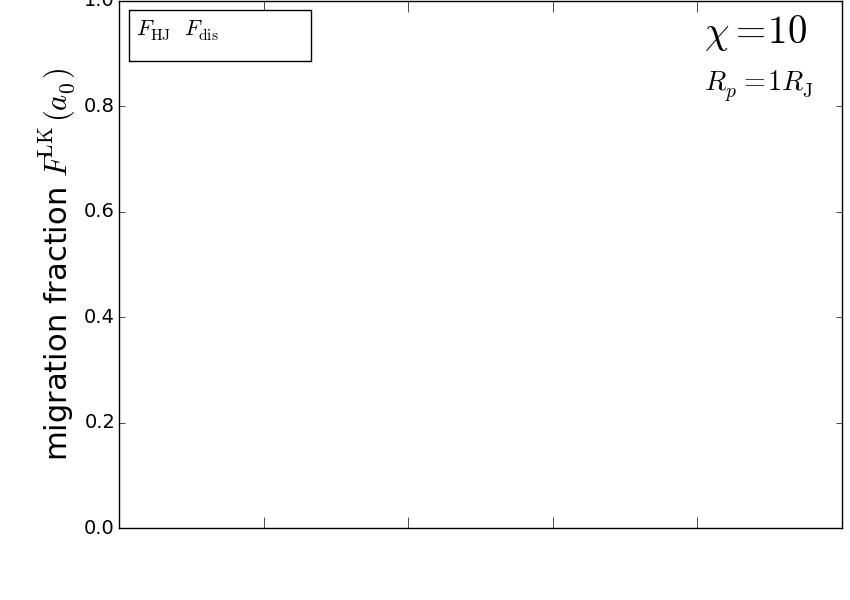 1.0
F_HJ F_dis
χ = 10
R_p = 1R_J
0.8
0.6
0.4
0.2
0.0
migration fraction F^LK(a_0)